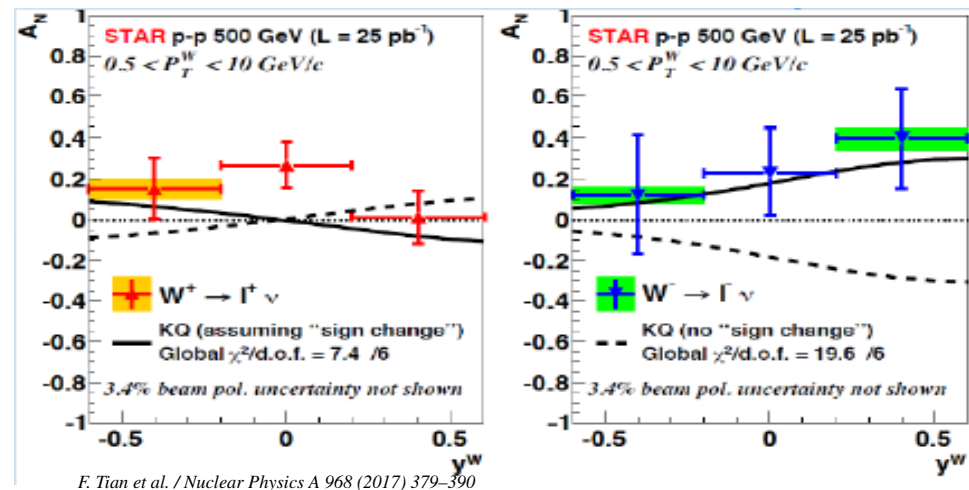 A_N
1
0.8
0.6
0.4
0.2
0
-0.2
-0.4
-0.6
-0.8
-1
STAR p-p 500 GeV (L = 25 pb⁻¹)
0.5 < P_T^W < 10 GeV/c
W⁺ → l⁺ ν
KQ (assuming “sign change”)
Global χ²/d.o.f. = 7.4 /6
3.4% beam pol. uncertainty not shown
-0.5 0 0.5
y^W
A_N
1
0.8
0.6
0.4
0.2
0
-0.2
-0.4
-0.6
-0.8
-1
STAR p-p 500 GeV (L = 25 pb⁻¹)
0.5 < P_T^W < 10 GeV/c
W⁻ → l⁻ ν
KQ (no “sign change”)
Global χ²/d.o.f. = 19.6 /6
3.4% beam pol. uncertainty not shown
-0.5 0 0.5
y^W
F. Tian et al. / Nuclear Physics A 968 (2017) 379–390